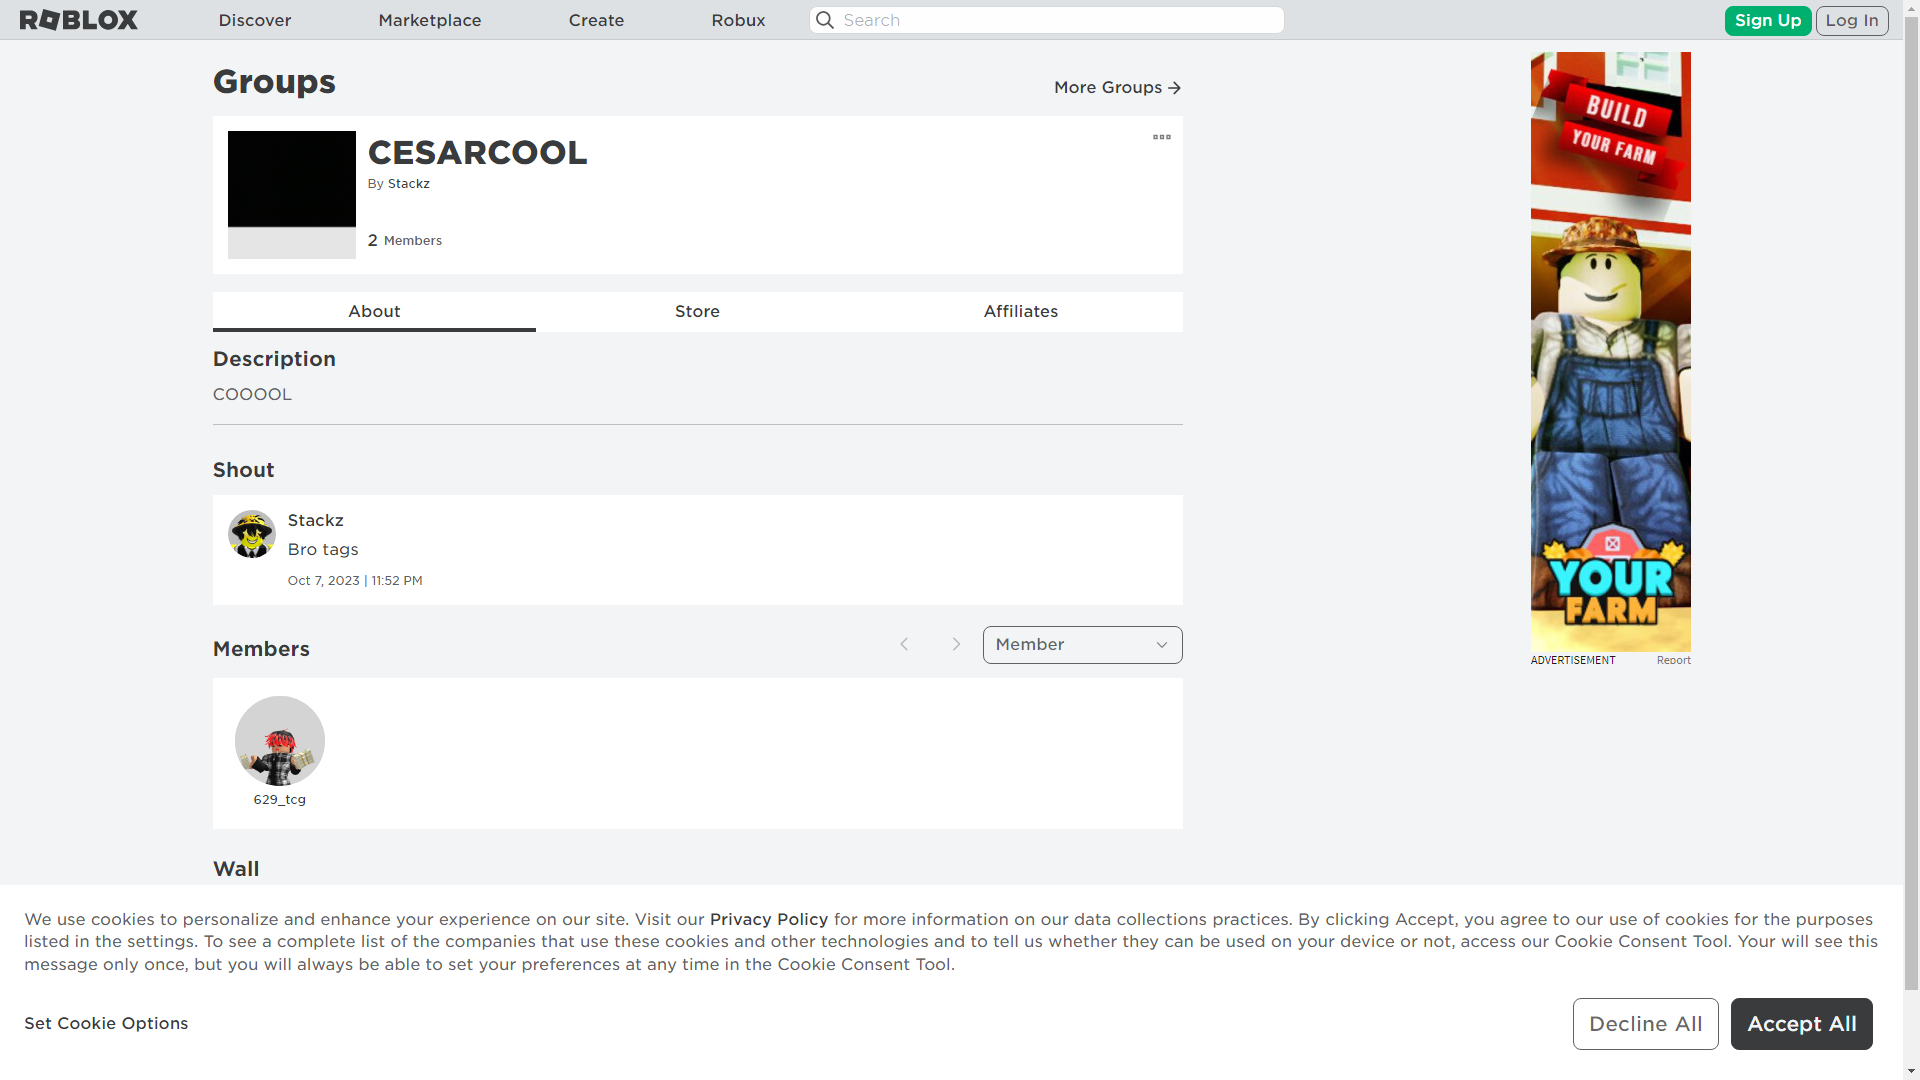 ROBLOX
Discover
Marketplace
Create
Robux
Search
Sign Up
Log In
Groups
More Groups
CESARCOOL
By Stackz
2 Members
About
Store
Affiliates
Description
COOOOL
Shout
Stackz
Bro tags
Oct 7, 2023 | 11:52 PM
Members
Member
629_tcg
Wall
BUILD
YOUR FARM
YOUR
FARM
ADVERTISEMENT
Report
We use cookies to personalize and enhance your experience on our site. Visit our Privacy Policy for more information on our data collections practices. By clicking Accept, you agree to our use of cookies for the purposes
listed in the settings. To see a complete list of the companies that use these cookies and other technologies and to tell us whether they can be used on your device or not, access our Cookie Consent Tool. Your will see this
message only once, but you will always be able to set your preferences at any time in the Cookie Consent Tool.
Set Cookie Options
Decline All
Accept All